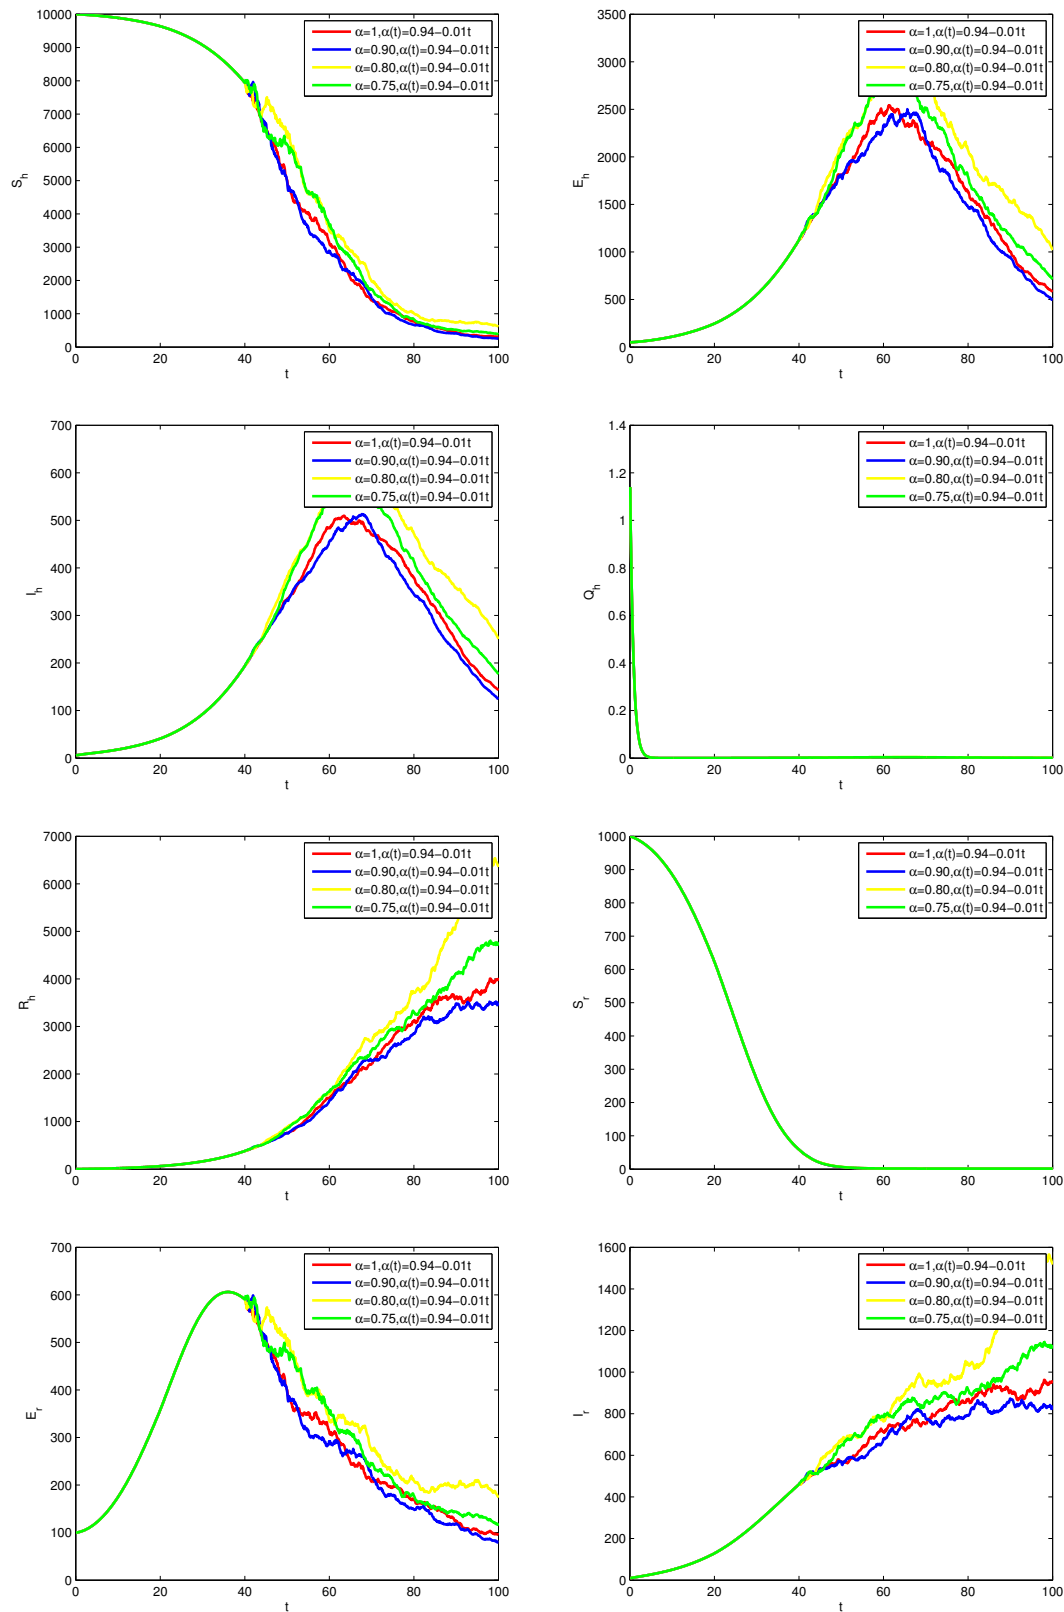 10000
9000
8000
7000
6000
5000
4000
3000
2000
1000
0
S_h
0 20 40 60 80 100
t
α=1,α(t)=0.94−0.01t
α=0.90,α(t)=0.94−0.01t
α=0.80,α(t)=0.94−0.01t
α=0.75,α(t)=0.94−0.01t
3500
3000
2500
2000
1500
1000
500
0
E_h
0 20 40 60 80 100
t
α=1,α(t)=0.94−0.01t
α=0.90,α(t)=0.94−0.01t
α=0.80,α(t)=0.94−0.01t
α=0.75,α(t)=0.94−0.01t
700
600
500
400
300
200
100
0
I_h
0 20 40 60 80 100
t
α=1,α(t)=0.94−0.01t
α=0.90,α(t)=0.94−0.01t
α=0.80,α(t)=0.94−0.01t
α=0.75,α(t)=0.94−0.01t
1.4
1.2
1
0.8
0.6
0.4
0.2
0
Q_h
0 20 40 60 80 100
t
α=1,α(t)=0.94−0.01t
α=0.90,α(t)=0.94−0.01t
α=0.80,α(t)=0.94−0.01t
α=0.75,α(t)=0.94−0.01t
7000
6000
5000
4000
3000
2000
1000
0
R_h
0 20 40 60 80 100
t
α=1,α(t)=0.94−0.01t
α=0.90,α(t)=0.94−0.01t
α=0.80,α(t)=0.94−0.01t
α=0.75,α(t)=0.94−0.01t
1000
900
800
700
600
500
400
300
200
100
0
S_r
0 20 40 60 80 100
t
α=1,α(t)=0.94−0.01t
α=0.90,α(t)=0.94−0.01t
α=0.80,α(t)=0.94−0.01t
α=0.75,α(t)=0.94−0.01t
700
600
500
400
300
200
100
0
E_r
0 20 40 60 80 100
t
α=1,α(t)=0.94−0.01t
α=0.90,α(t)=0.94−0.01t
α=0.80,α(t)=0.94−0.01t
α=0.75,α(t)=0.94−0.01t
1600
1400
1200
1000
800
600
400
200
0
I_r
0 20 40 60 80 100
t
α=1,α(t)=0.94−0.01t
α=0.90,α(t)=0.94−0.01t
α=0.80,α(t)=0.94−0.01t
α=0.75,α(t)=0.94−0.01t